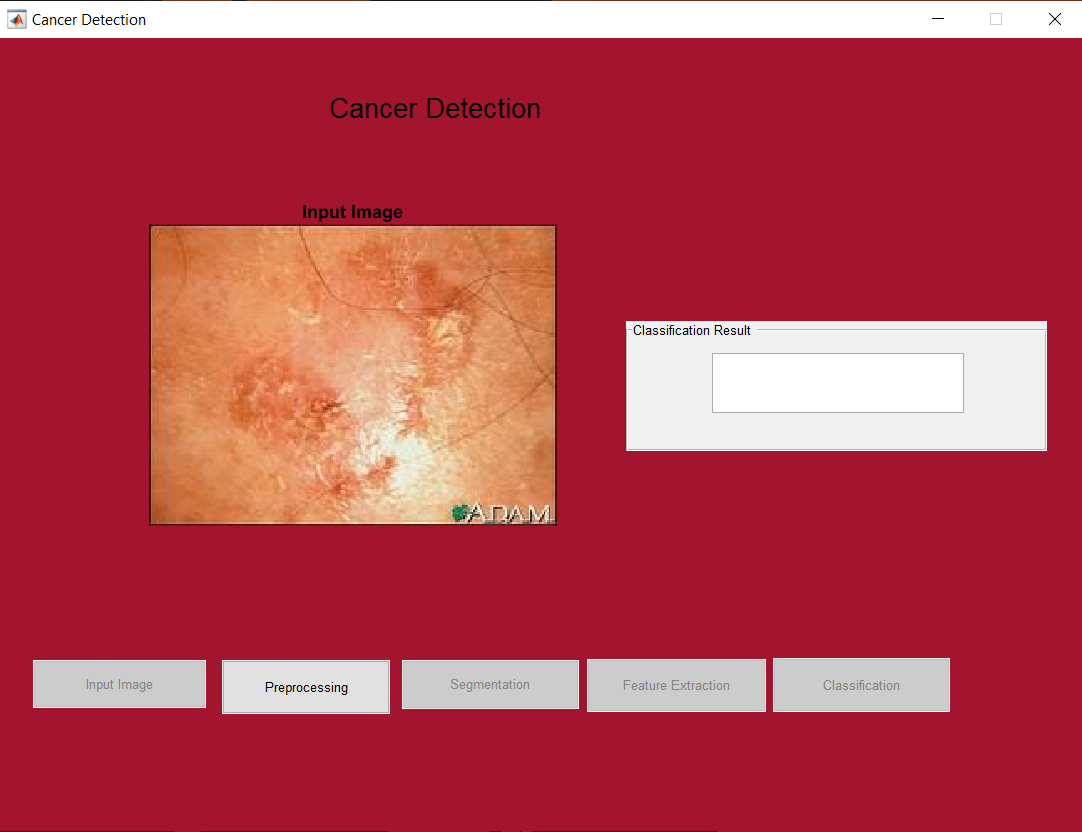 Cancer Detection
Cancer Detection
Input Image
ADAM
Classification Result
Input Image
Preprocessing
Segmentation
Feature Extraction
Classification